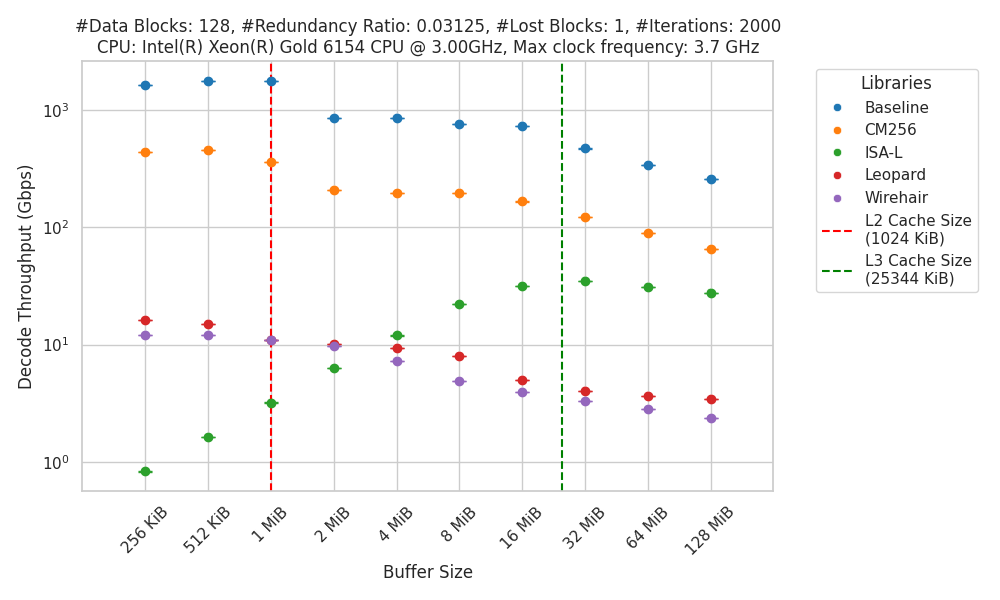 #Data Blocks: 128, #Redundancy Ratio: 0.03125, #Lost Blocks: 1, #Iterations: 2000
CPU: Intel(R) Xeon(R) Gold 6154 CPU @ 3.00GHz, Max clock frequency: 3.7 GHz
Decode Throughput (Gbps)
10³
10²
10¹
10⁰
256 KiB
512 KiB
1 MiB
2 MiB
4 MiB
8 MiB
16 MiB
32 MiB
64 MiB
128 MiB
Buffer Size
Libraries
Baseline
CM256
ISA-L
Leopard
Wirehair
L2 Cache Size
(1024 KiB)
L3 Cache Size
(25344 KiB)